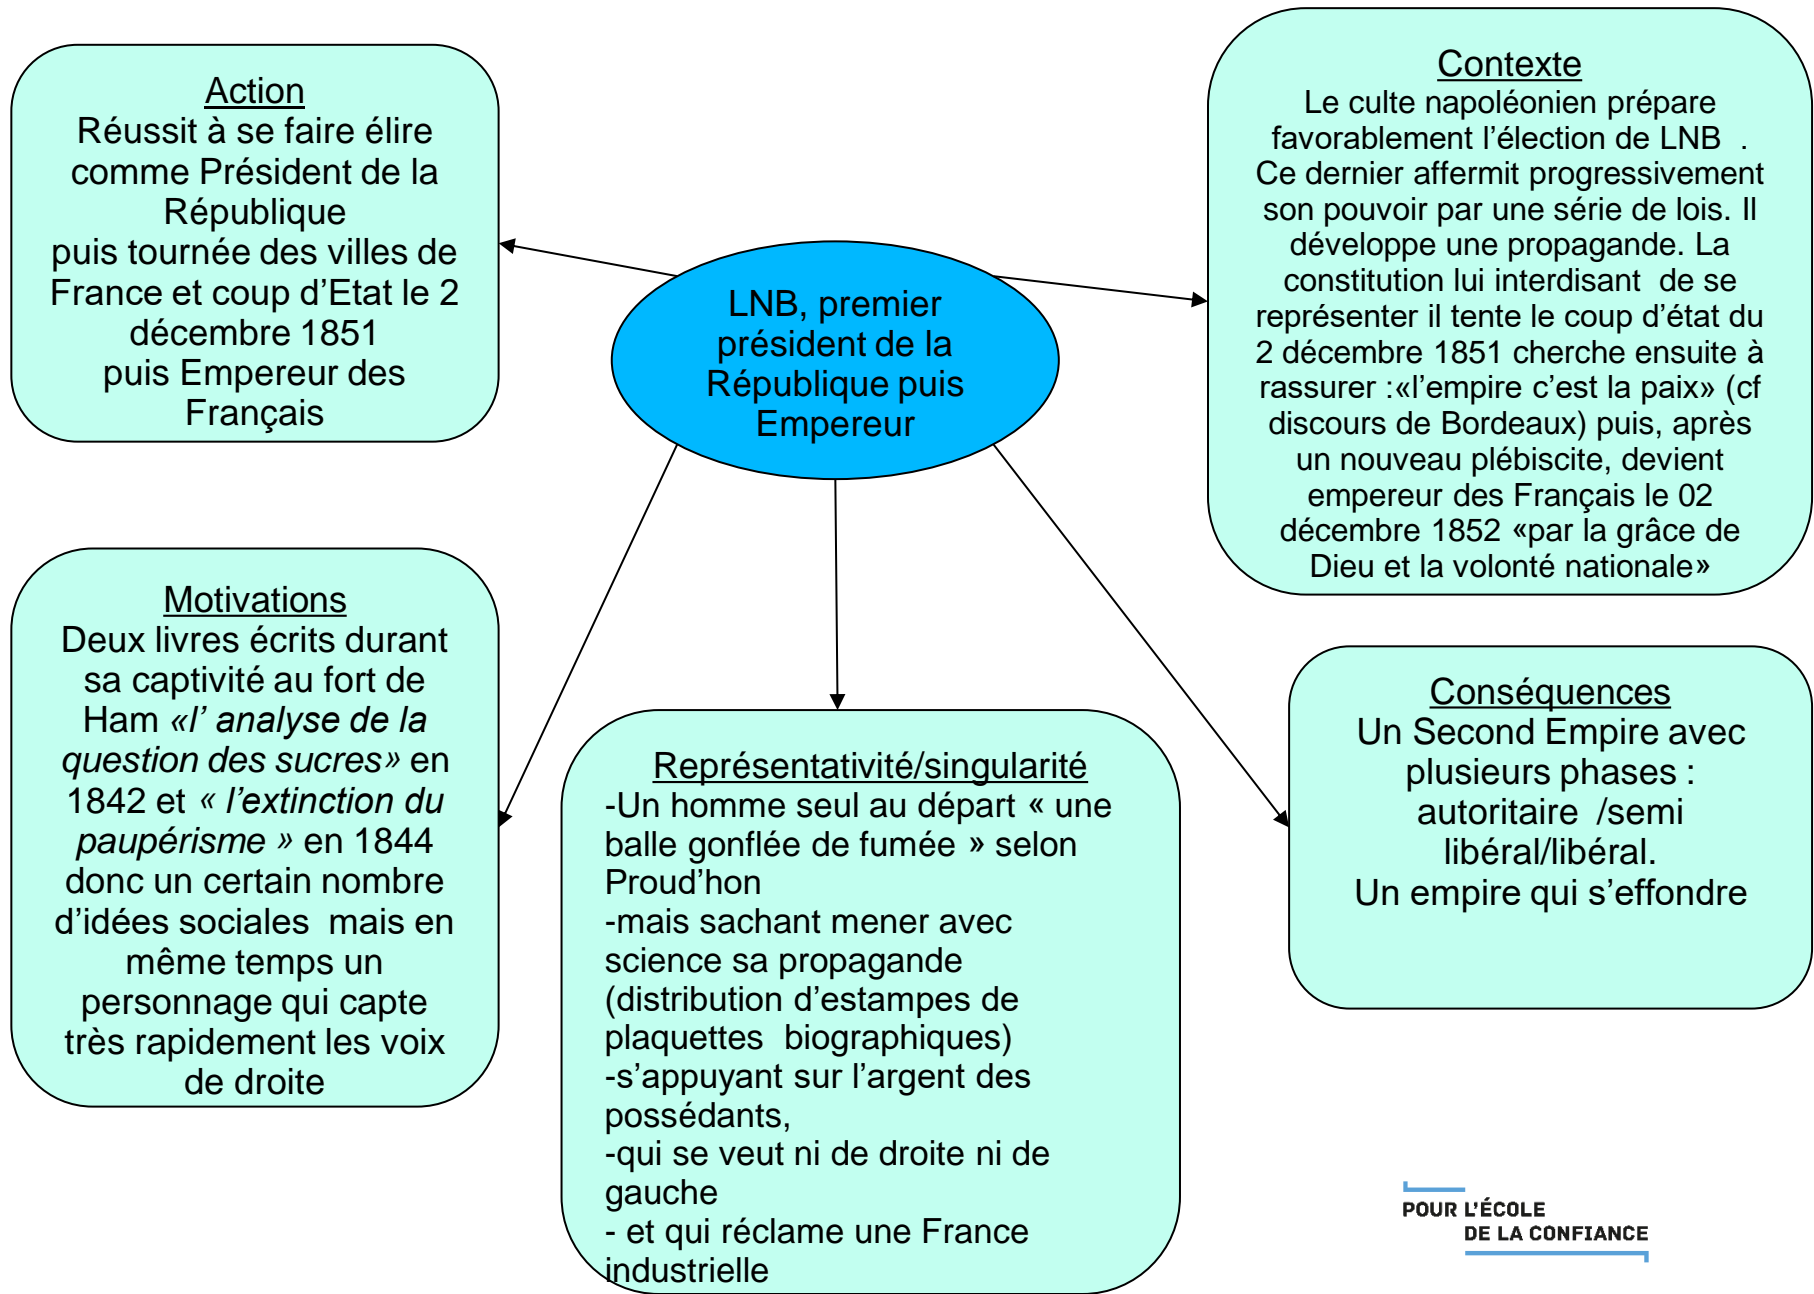 Action
Réussit à se faire élire
comme Président de la
République
puis tournée des villes de
France et coup d’Etat le 2
décembre 1851
puis Empereur des
Français
Contexte
Le culte napoléonien prépare
favorablement l’élection de LNB .
Ce dernier affermit progressivement
son pouvoir par une série de lois. Il
développe une propagande. La
constitution lui interdisant de se
représenter il tente le coup d’état du
2 décembre 1851 cherche ensuite à
rassurer :«l’empire c’est la paix» (cf
discours de Bordeaux) puis, après
un nouveau plébiscite, devient
empereur des Français le 02
décembre 1852 «par la grâce de
Dieu et la volonté nationale»
LNB, premier
président de la
République puis
Empereur
Motivations
Deux livres écrits durant
sa captivité au fort de
Ham «l’ analyse de la
question des sucres» en
1842 et « l’extinction du
paupérisme » en 1844
donc un certain nombre
d’idées sociales mais en
même temps un
personnage qui capte
très rapidement les voix
de droite
Représentativité/singularité
-Un homme seul au départ « une
balle gonflée de fumée » selon
Proud’hon
-mais sachant mener avec
science sa propagande
(distribution d’estampes de
plaquettes biographiques)
-s’appuyant sur l’argent des
possédants,
-qui se veut ni de droite ni de
gauche
- et qui réclame une France
industrielle
Conséquences
Un Second Empire avec
plusieurs phases :
autoritaire /semi
libéral/libéral.
Un empire qui s’effondre
POUR L’ÉCOLE
DE LA CONFIANCE